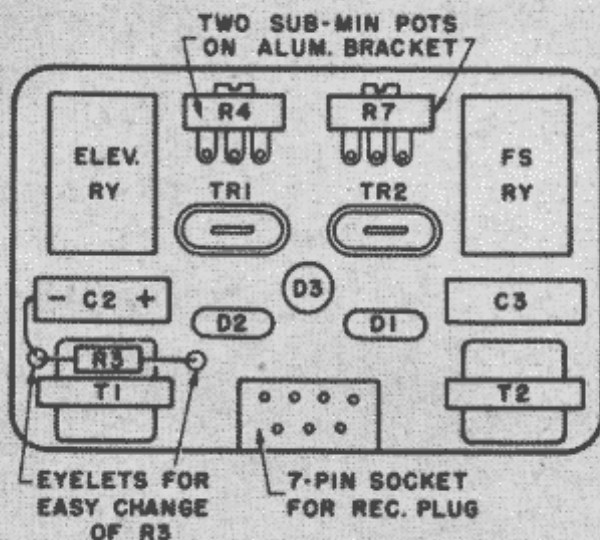 TWO SUB-MIN POTS
ON ALUM. BRACKET
R4
R7
ELEV.
RY
FS
RY
TR1
TR2
D3
- C2 +
C3
D2
D1
R3
T1
T2
EYELETS FOR
EASY CHANGE
OF R3
7-PIN SOCKET
FOR REC. PLUG